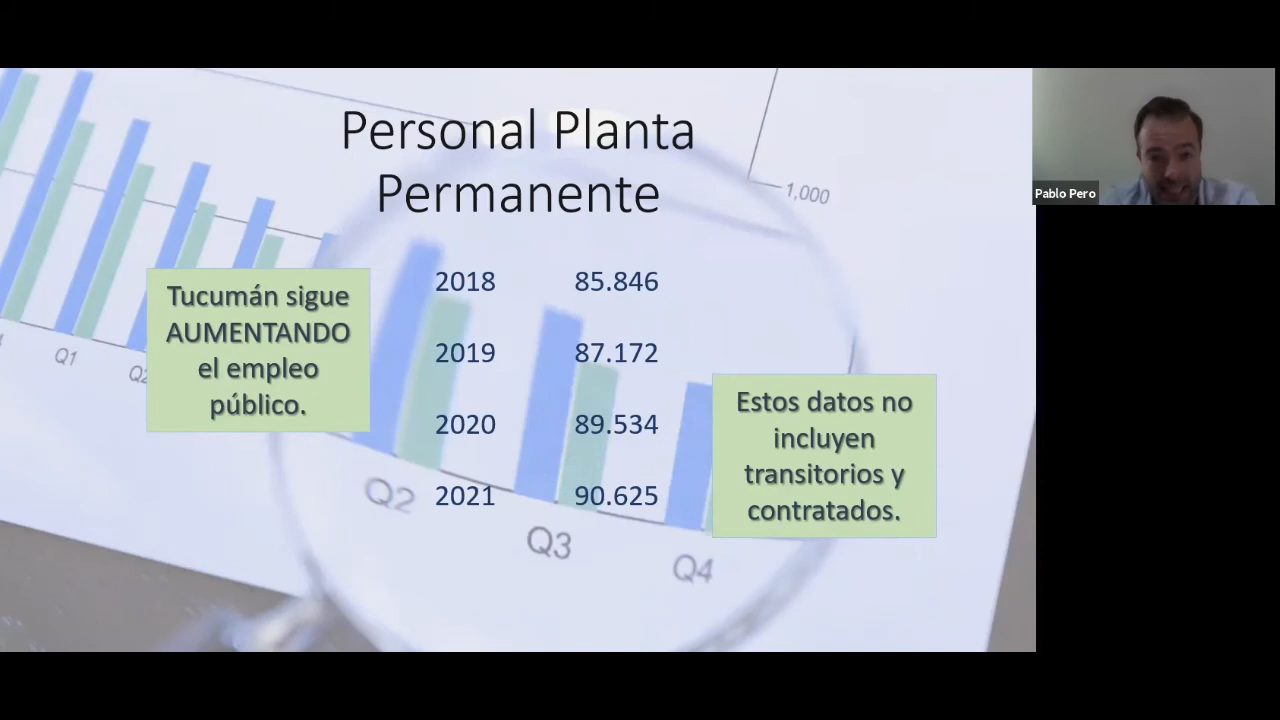 Personal Planta
Permanente
Pablo Pero
1,000
Tucumán sigue
AUMENTANDO
el empleo
público.
2018 85.846
2019 87.172
2020 89.534
2021 90.625
Estos datos no
incluyen
transitorios y
contratados.
Q1
Q2
Q2
Q3
Q4